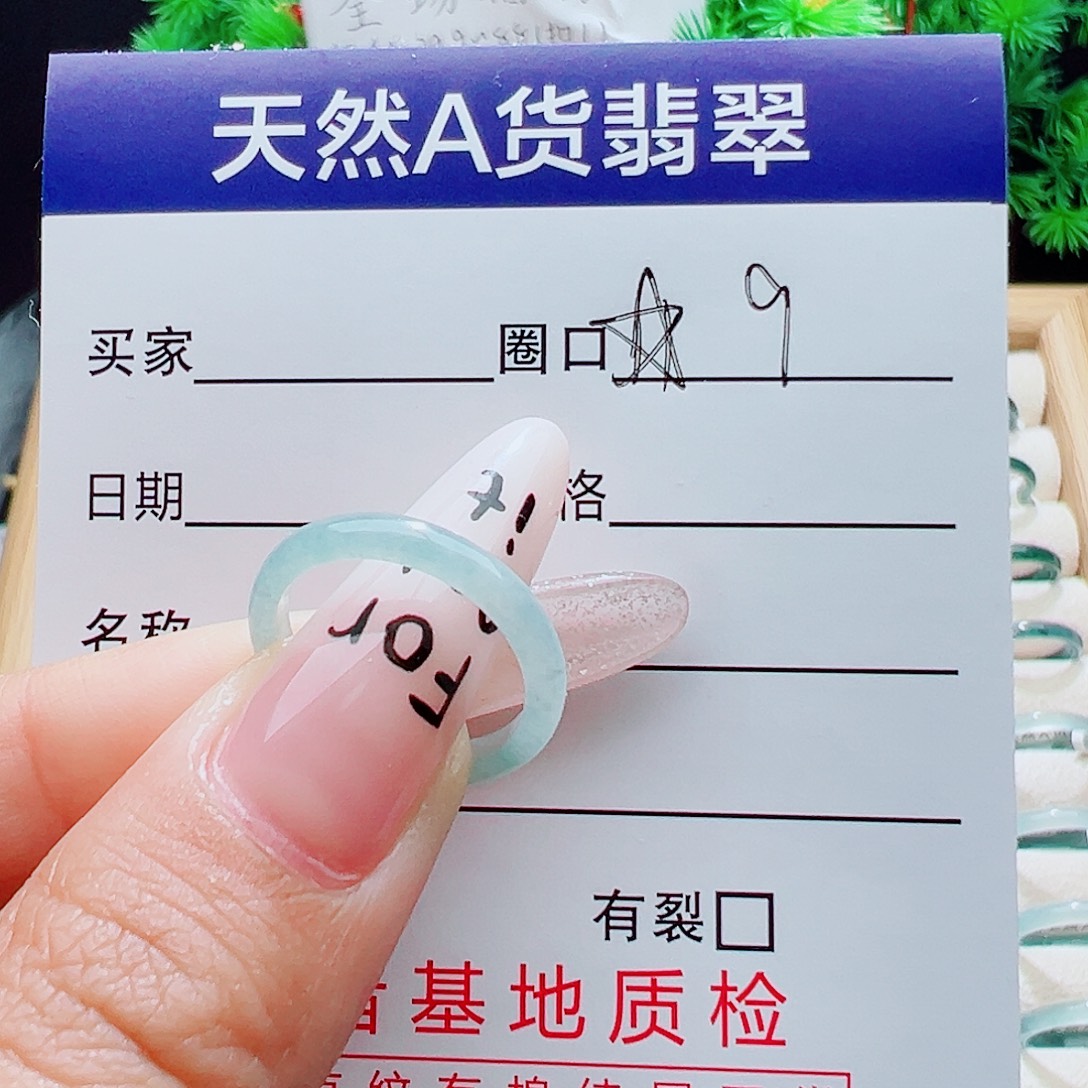 天然A货翡翠
买家 圈口 ☆ 9
日期 格
名称
For
有裂□
基地质检